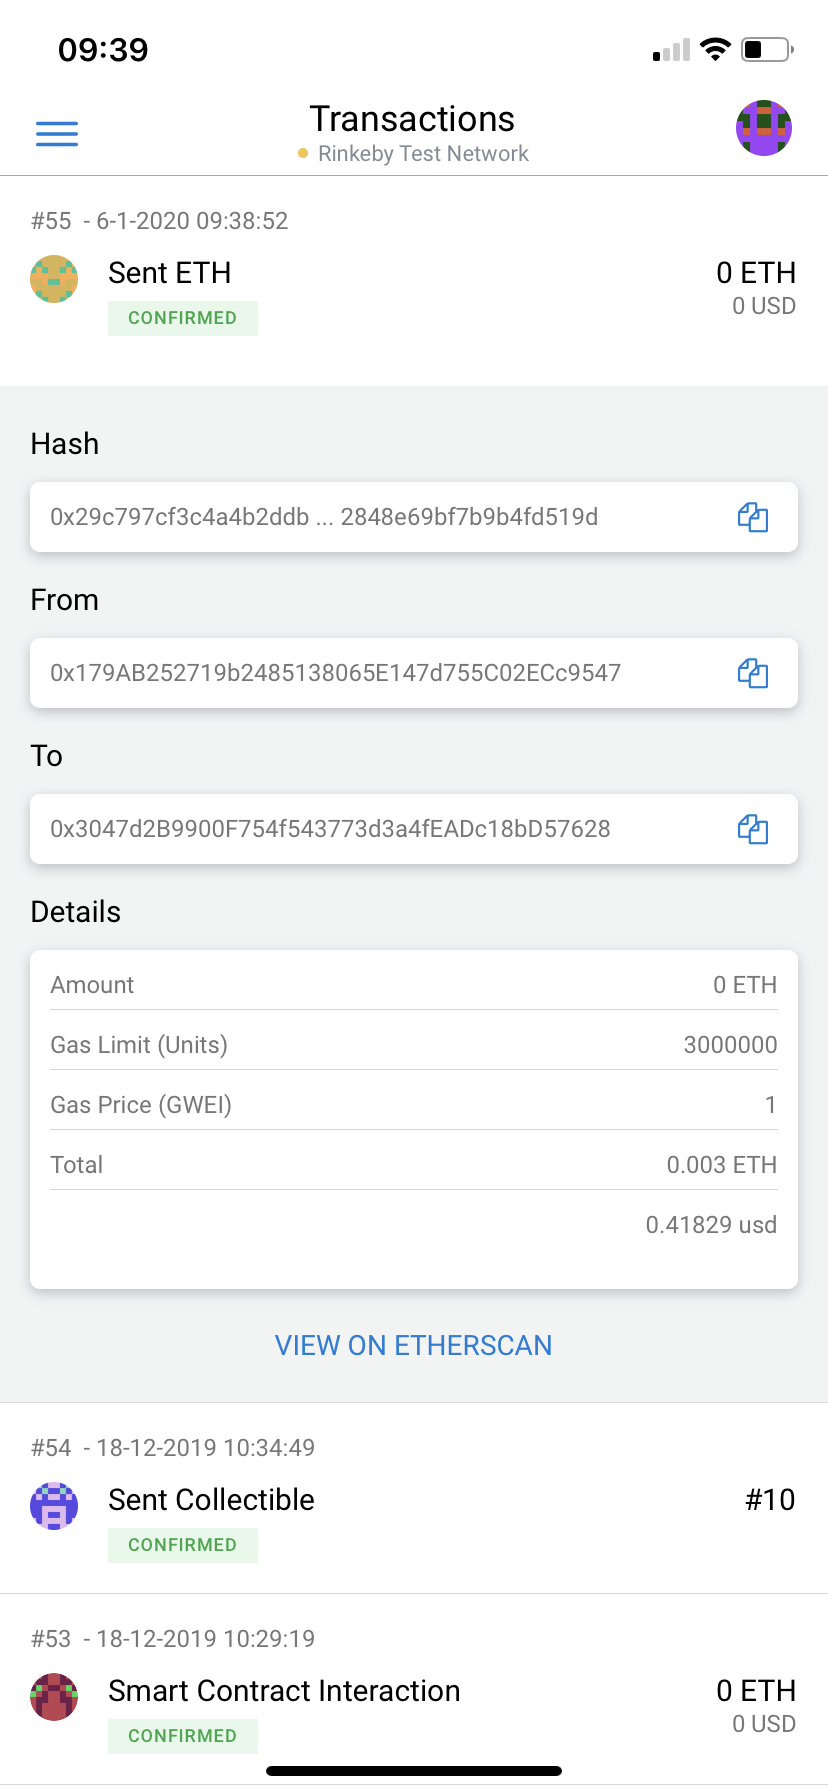 09:39
Transactions
Rinkeby Test Network
#55 - 6-1-2020 09:38:52
Sent ETH
0 ETH
CONFIRMED
0 USD
Hash
0x29c797cf3c4a4b2ddb ... 2848e69bf7b9b4fd519d
From
0x179AB252719b2485138065E147d755C02ECc9547
To
0x3047d2B9900F754f543773d3a4fEADc18bD57628
Details
Amount 0 ETH
Gas Limit (Units) 3000000
Gas Price (GWEI) 1
Total 0.003 ETH
0.41829 usd
VIEW ON ETHERSCAN
#54 - 18-12-2019 10:34:49
Sent Collectible
#10
CONFIRMED
#53 - 18-12-2019 10:29:19
Smart Contract Interaction
0 ETH
CONFIRMED
0 USD